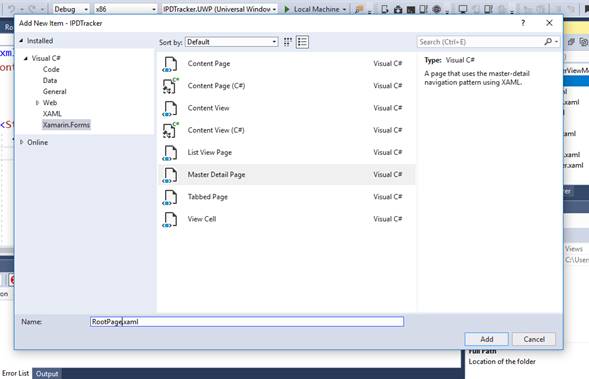 Debug x86 IPDTracker.UWP (Universal Window Local Machine
Add New Item - IPDTracker
Installed
Sort by: Default
Search (Ctrl+E)
Visual C#
Code
Data
General
Web
XAML
Xamarin.Forms
Online
Content Page Visual C#
Content Page (C#) Visual C#
Content View Visual C#
Content View (C#) Visual C#
List View Page Visual C#
Master Detail Page Visual C#
Tabbed Page Visual C#
View Cell Visual C#
Type: Visual C#
A page that uses the master-detail
navigation pattern using XAML.
Name: RootPage.xaml
Add Cancel
Views
C:\Users
Full Path
Location of the folder
Error List Output